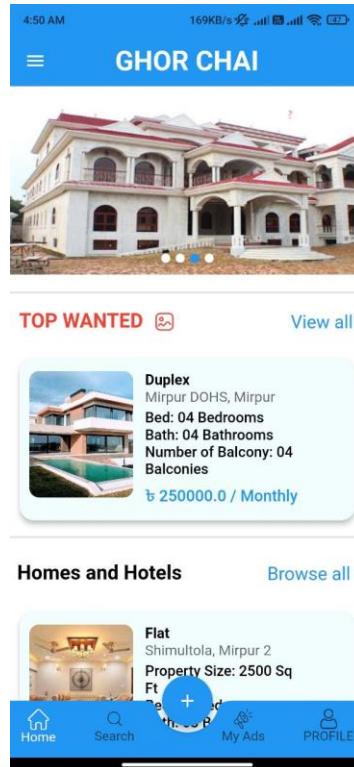 4:50 AM 169KB/s 47
GHOR CHAI
TOP WANTED View all
Duplex
Mirpur DOHS, Mirpur
Bed: 04 Bedrooms
Bath: 04 Bathrooms
Number of Balcony: 04
Balconies
৳ 250000.0 / Monthly
Homes and Hotels Browse all
Flat
Shimultola, Mirpur 2
Property Size: 2500 Sq
Ft
+
Home Search My Ads PROFILE